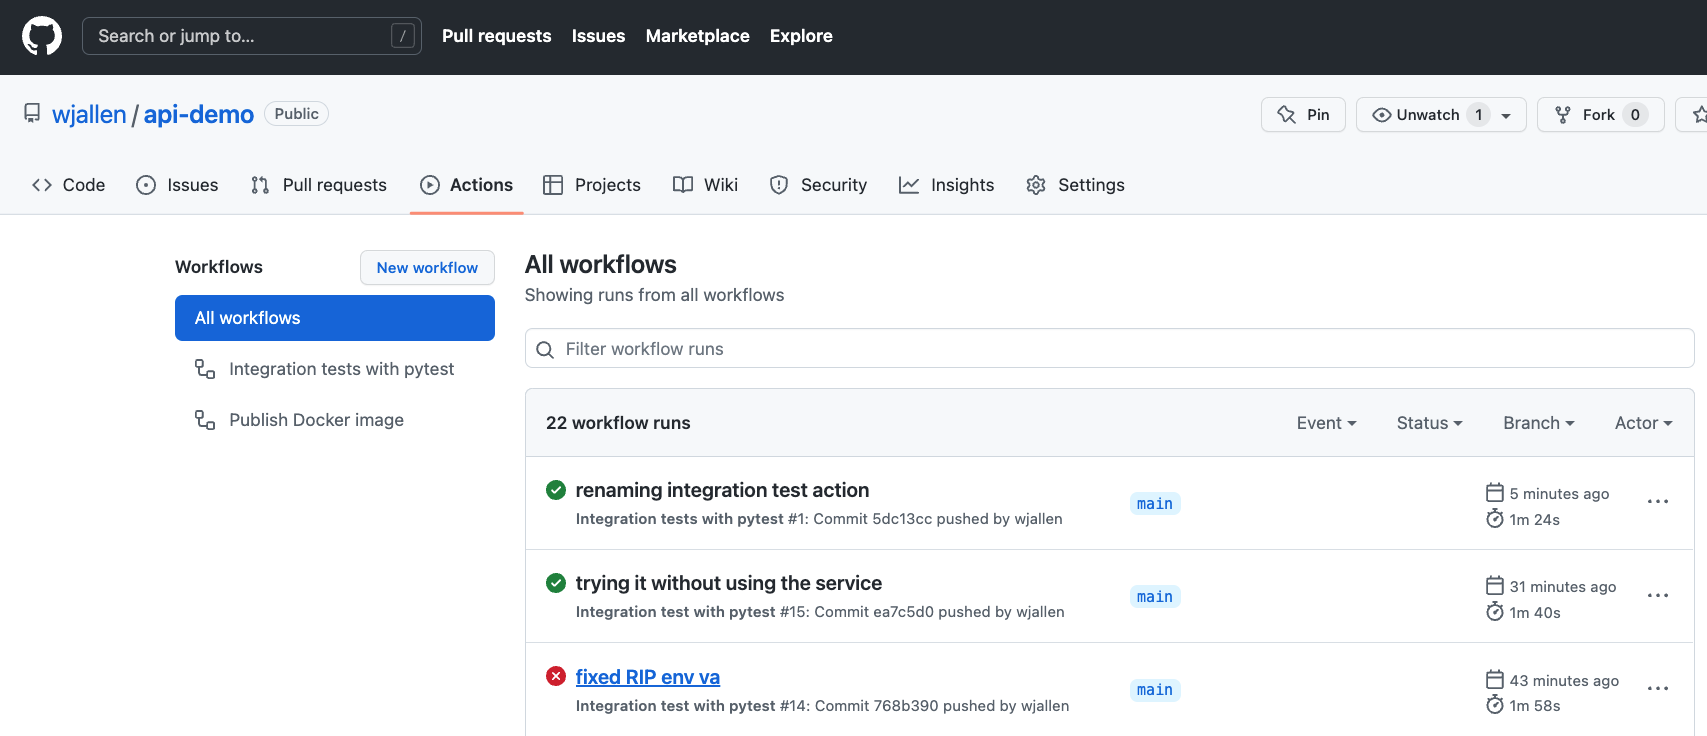 Search or jump to... / Pull requests Issues Marketplace Explore
wjallen / api-demo Public Pin Unwatch 1 Fork 0
Code Issues Pull requests Actions Projects Wiki Security Insights Settings
Workflows New workflow
All workflows
Integration tests with pytest
Publish Docker image
All workflows
Showing runs from all workflows
Filter workflow runs
22 workflow runs Event Status Branch Actor
renaming integration test action
Integration tests with pytest #1: Commit 5dc13cc pushed by wjallen
main
5 minutes ago
1m 24s
trying it without using the service
Integration test with pytest #15: Commit ea7c5d0 pushed by wjallen
main
31 minutes ago
1m 40s
fixed RIP env va
Integration test with pytest #14: Commit 768b390 pushed by wjallen
main
43 minutes ago
1m 58s